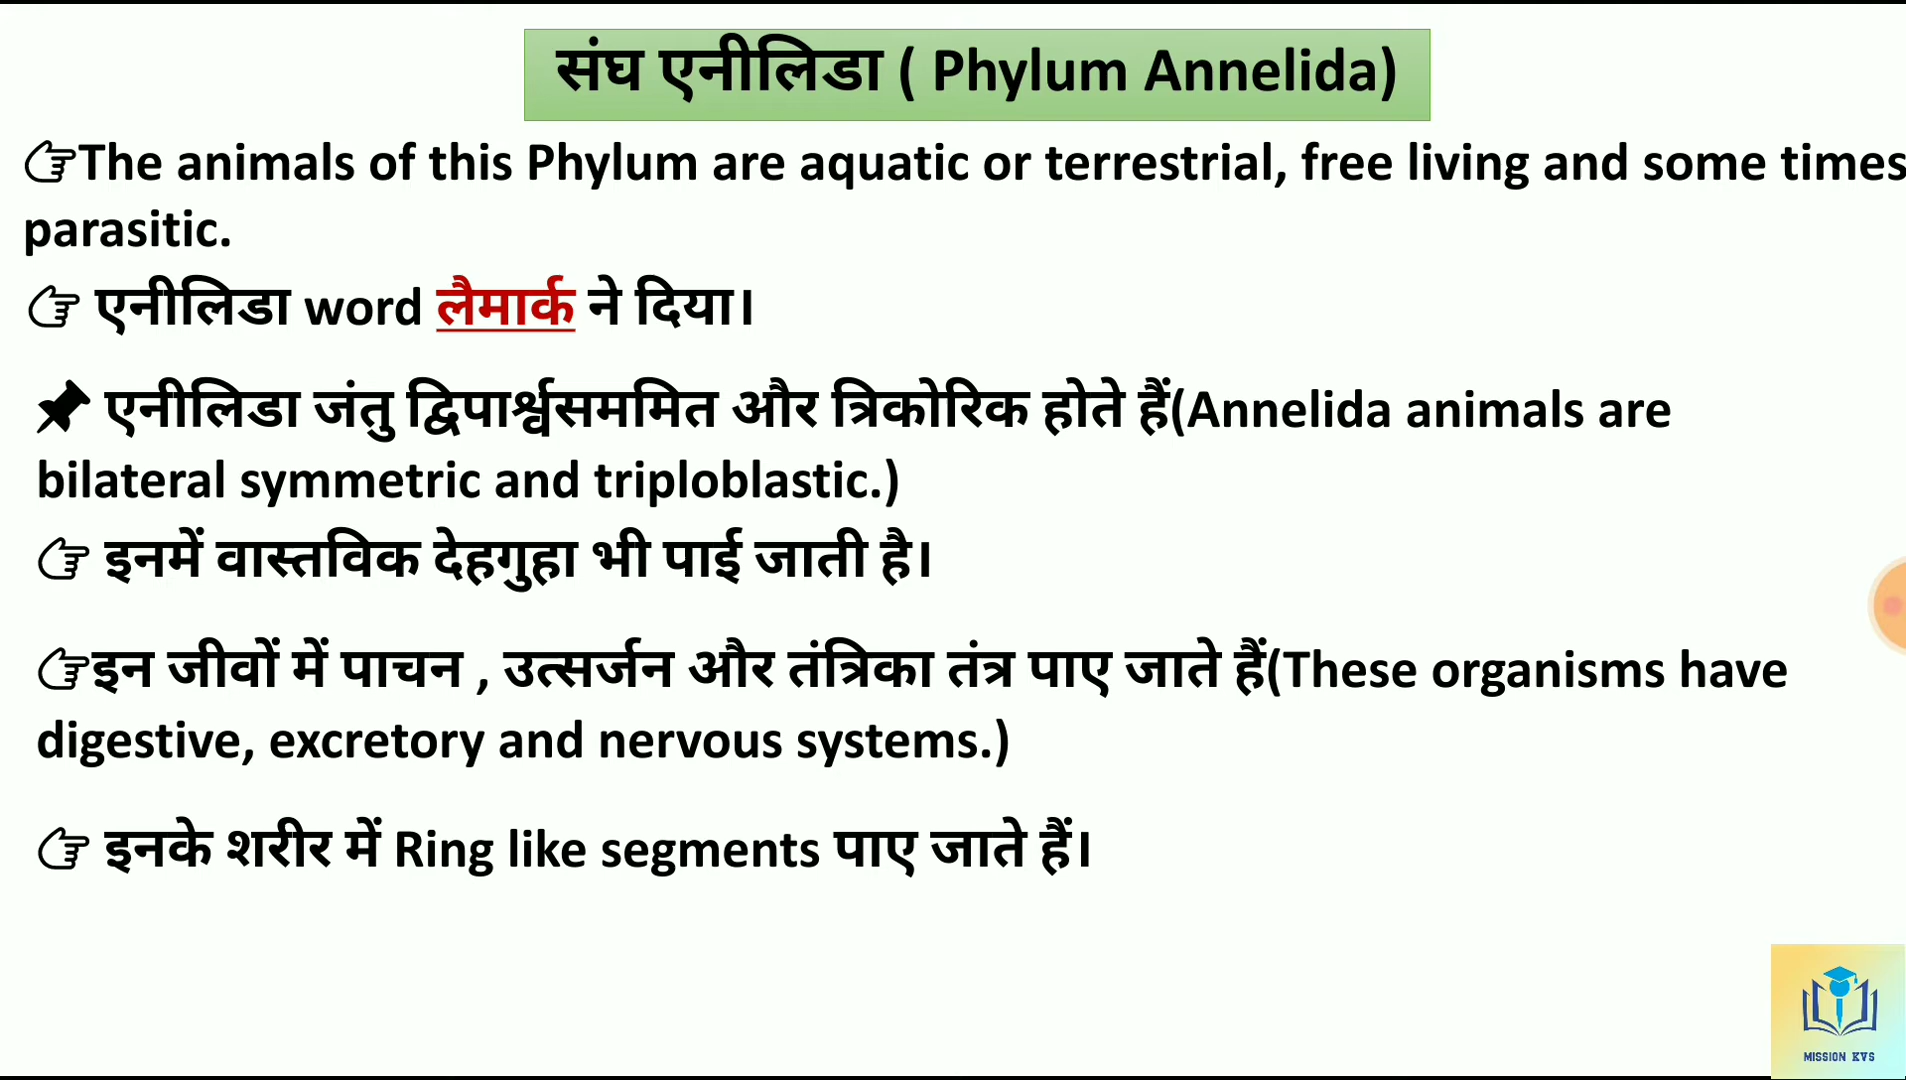 संघ एनीलिडा ( Phylum Annelida)
👉The animals of this Phylum are aquatic or terrestrial, free living and some times
parasitic.
👉 एनीलिडा word लैमार्क ने दिया।
📌 एनीलिडा जंतु द्विपार्श्वसममित और त्रिकोरिक होते हैं(Annelida animals are
bilateral symmetric and triploblastic.)
👉 इनमें वास्तविक देहगुहा भी पाई जाती है।
👉इन जीवों में पाचन , उत्सर्जन और तंत्रिका तंत्र पाए जाते हैं(These organisms have
digestive, excretory and nervous systems.)
👉 इनके शरीर में Ring like segments पाए जाते हैं।
MISSION KVS